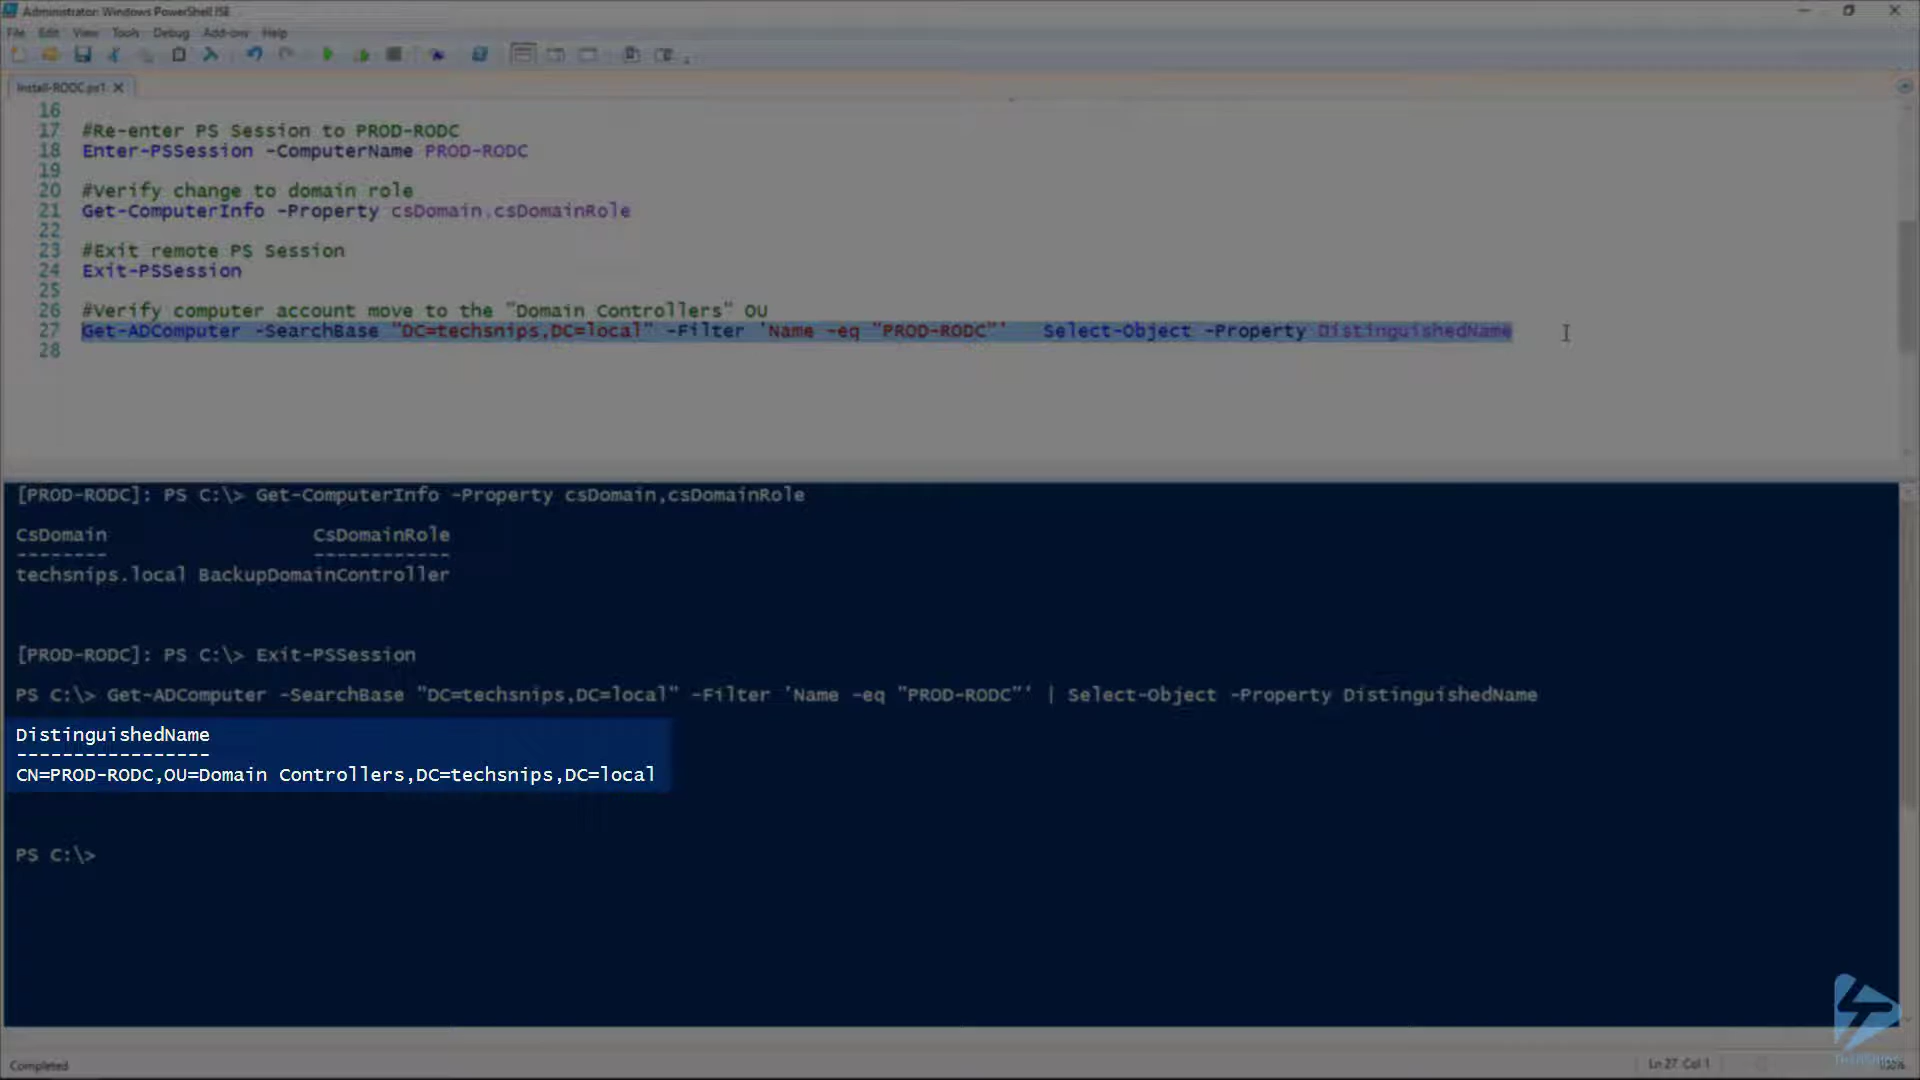 Administrator: Windows PowerShell ISE
File Edit View Tools Debug Add-ons Help
Install-RODC.ps1
16
17 #Re-enter PS Session to PROD-RODC
18 Enter-PSSession -ComputerName PROD-RODC
19
20 #Verify change to domain role
21 Get-ComputerInfo -Property csDomain,csDomainRole
22
23 #Exit remote PS Session
24 Exit-PSSession
25
26 #Verify computer account move to the "Domain Controllers" OU
27 Get-ADComputer -SearchBase "DC=techsnips,DC=local" -Filter 'Name -eq "PROD-RODC"' Select-Object -Property DistinguishedName
28
[PROD-RODC]: PS C:\> Get-ComputerInfo -Property csDomain,csDomainRole
CsDomain CsDomainRole
-------- ------------
techsnips.local BackupDomainController
[PROD-RODC]: PS C:\> Exit-PSSession
PS C:\> Get-ADComputer -SearchBase "DC=techsnips,DC=local" -Filter 'Name -eq "PROD-RODC"' | Select-Object -Property DistinguishedName
DistinguishedName
-----------------
CN=PROD-RODC,OU=Domain Controllers,DC=techsnips,DC=local
PS C:\>
Completed
Ln 27 Col 1